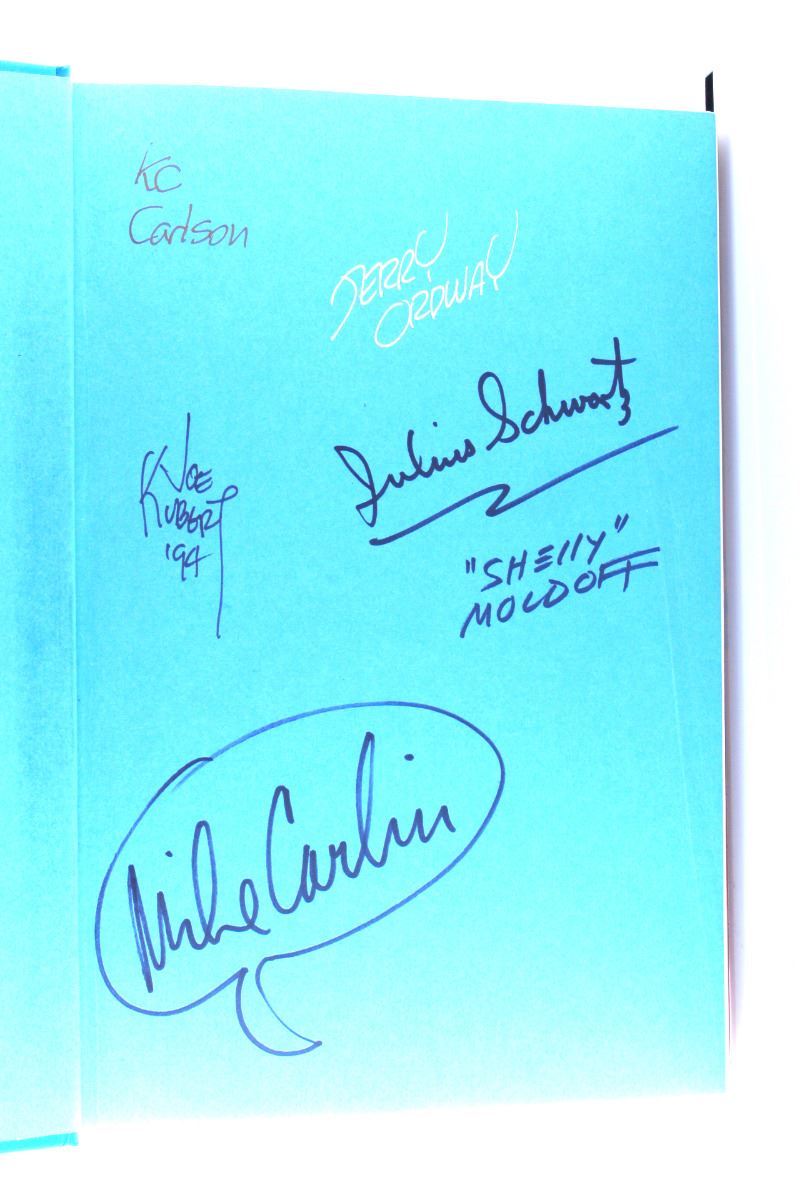 KC
Carlson
JERRY
ORDWAY
Julius Schwartz
JOE
KUBERT
'94
"SHElly"
MOLDOFF
Mike Carlin